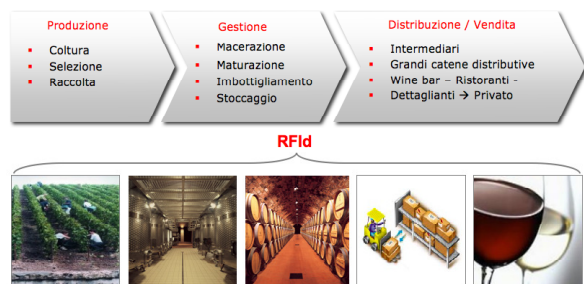 Produzione
Coltura
Selezione
Raccolta
Gestione
Macerazione
Maturazione
Imbottigliamento
Stoccaggio
Distribuzione / Vendita
Intermediari
Grandi catene distributive
Wine bar – Ristoranti -
Dettaglianti → Privato
RFId